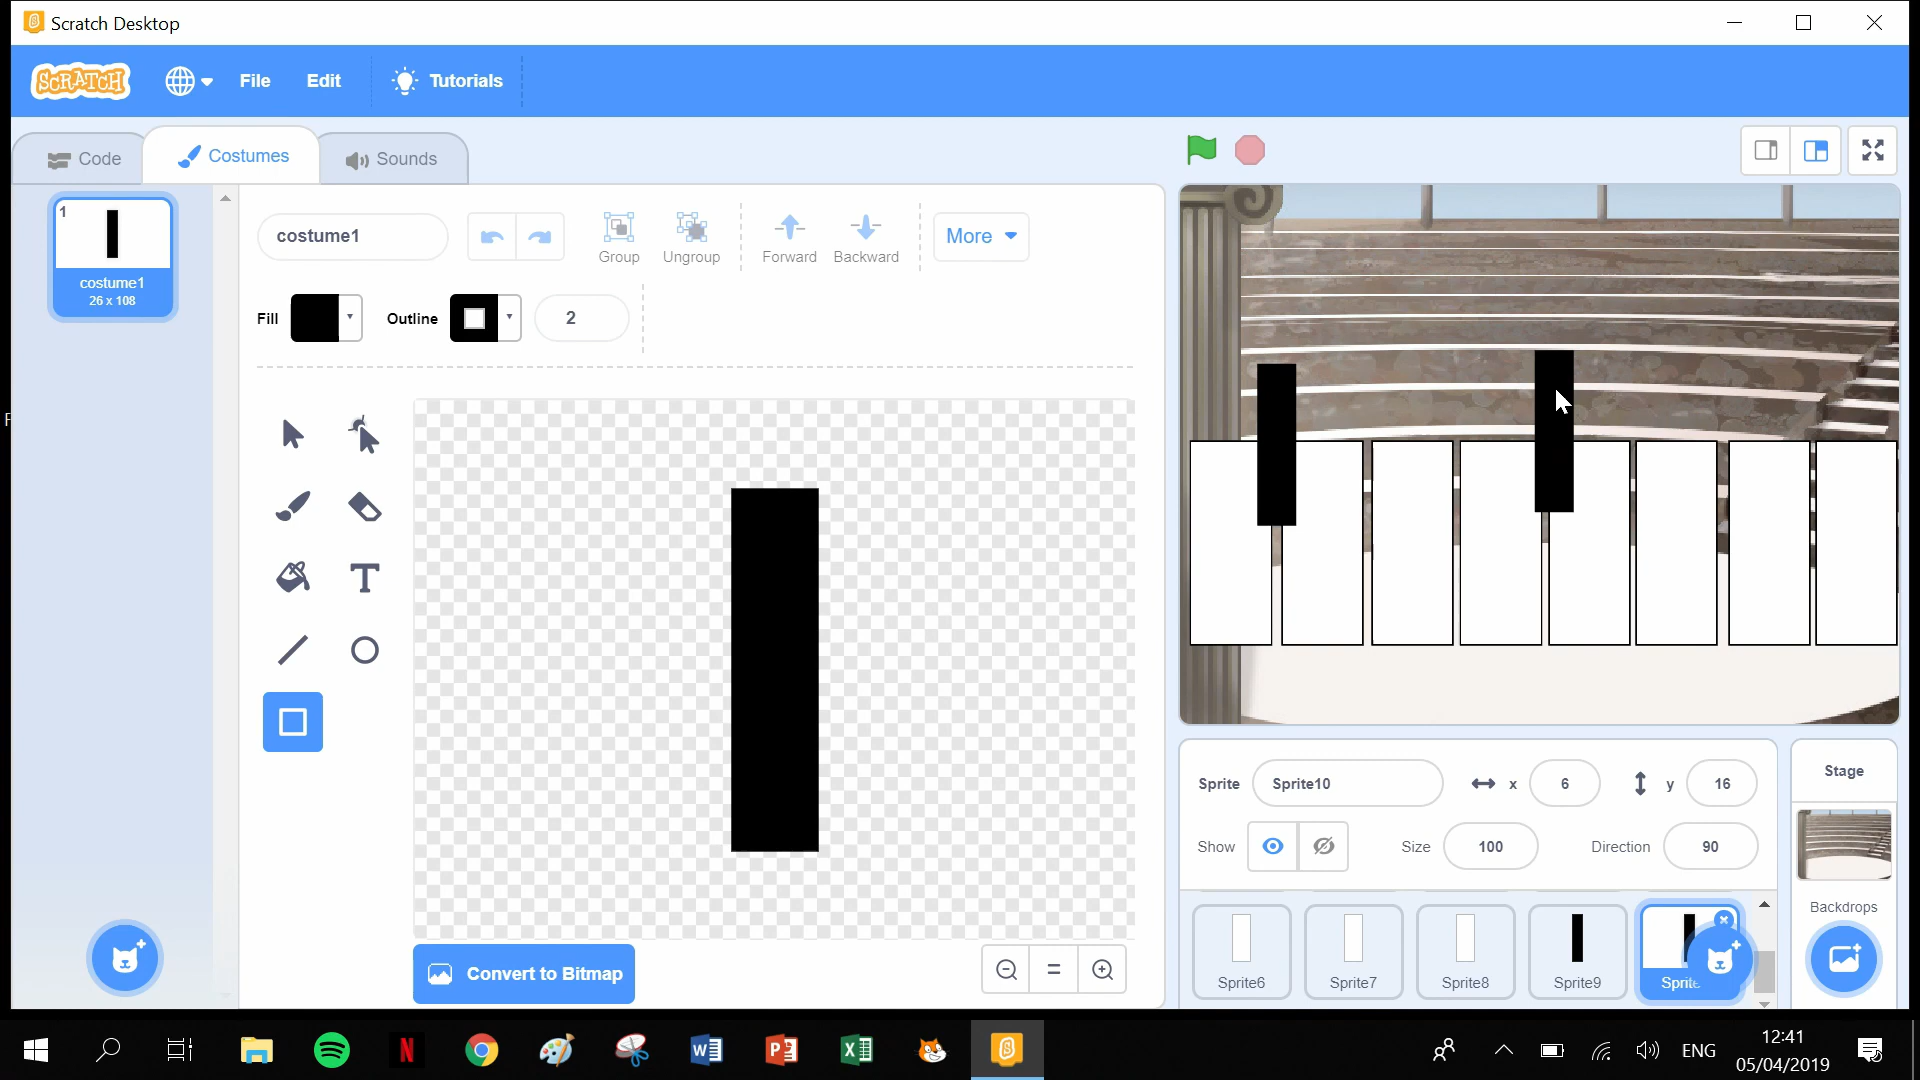 Scratch Desktop
SCRATCH
File
Edit
Tutorials
Code
Costumes
Sounds
1
costume1
26 x 108
costume1
Group
Ungroup
Forward
Backward
More
Fill
Outline
2
T
Convert to Bitmap
=
Sprite
Sprite10
x
6
y
16
Show
Size
100
Direction
90
Sprite6
Sprite7
Sprite8
Sprite9
Stage
Backdrops
N
W
P
X
ENG
12:41
05/04/2019